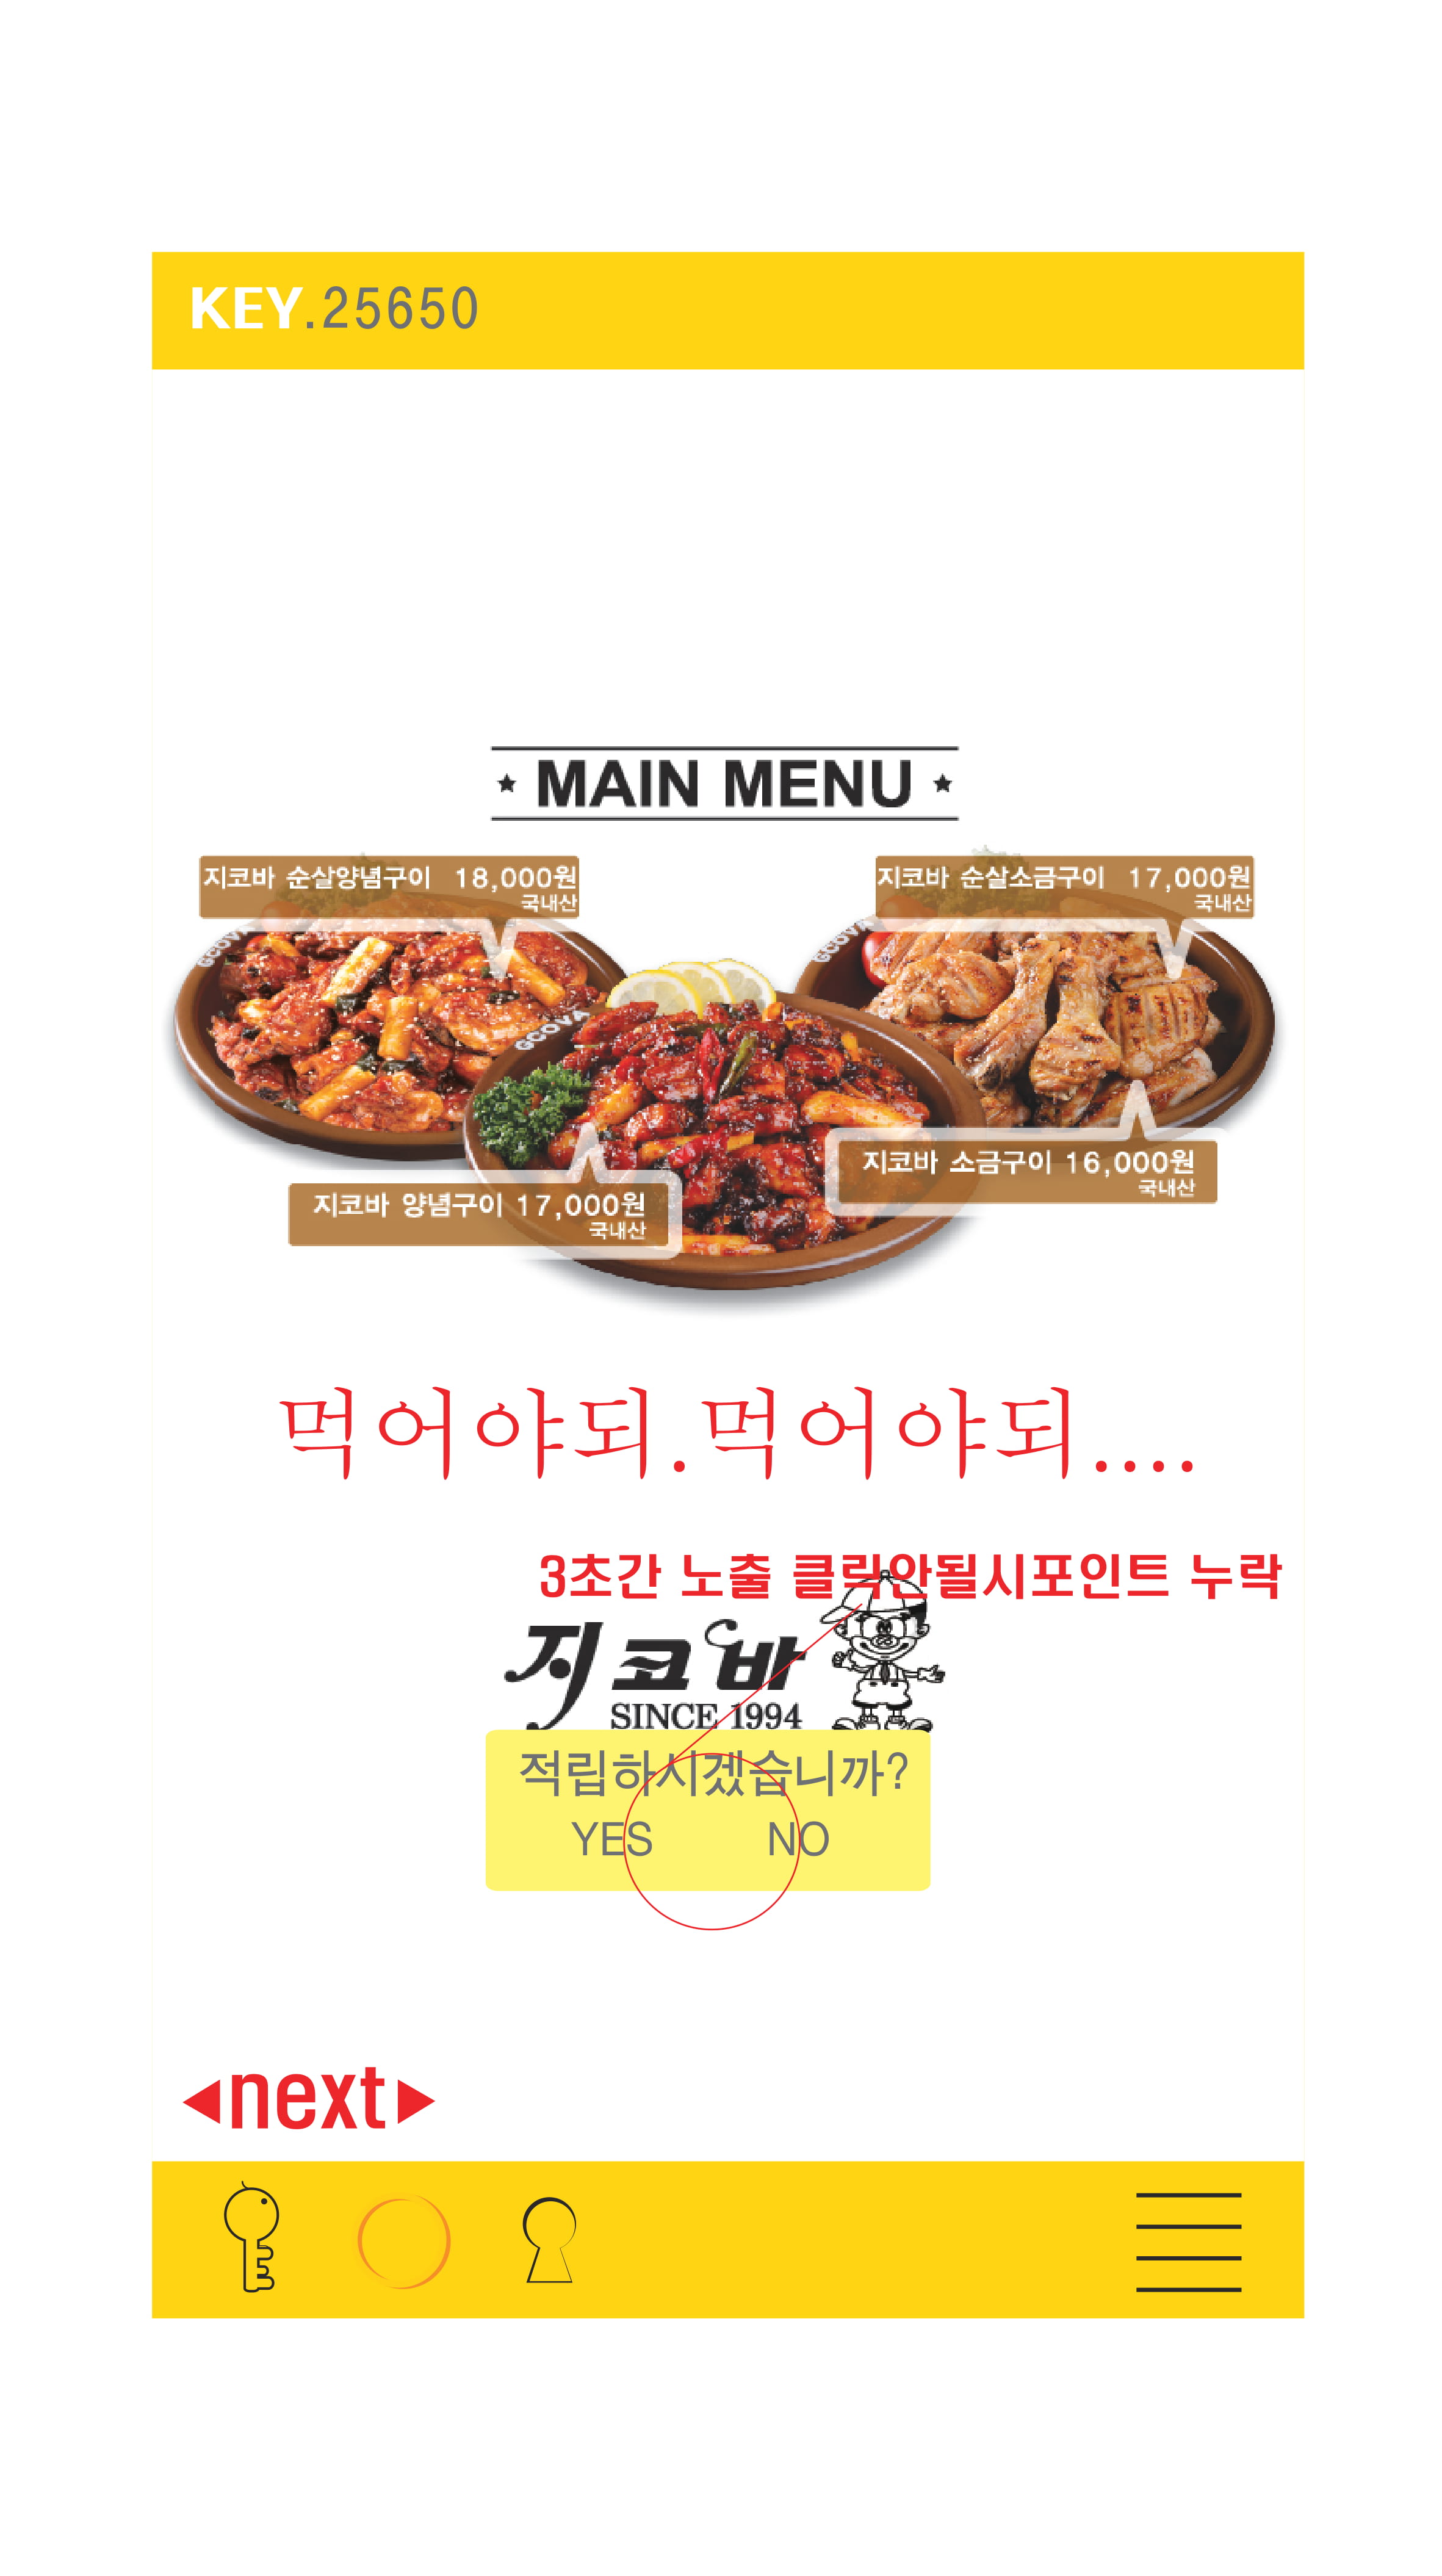 KEY.25650
MAIN MENU
지코바 순살양념구이 18,000원
국내산
지코바 순살소금구이 17,000원
국내산
GCOVA
GCOVA
GCOVA
지코바 소금구이 16,000원
국내산
지코바 양념구이 17,000원
국내산
먹어야되.먹어야되....
3초간 노출 클릭안될시포인트 누락
지코바
SINCE 1994
적립하시겠습니까?
YES NO
next